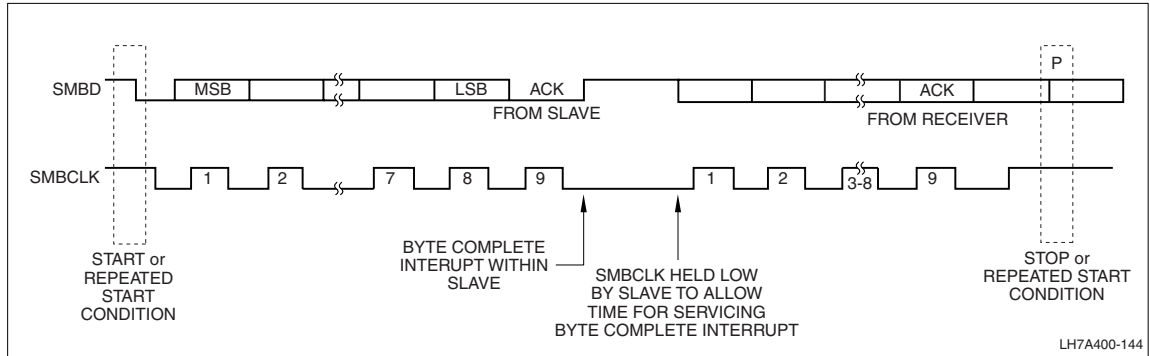 P
SMBD
MSB
LSB
ACK
ACK
FROM SLAVE
FROM RECEIVER
SMBCLK
1
2
7
8
9
1
2
3-8
9
START or
REPEATED
START
CONDITION
BYTE COMPLETE
INTERUPT WITHIN
SLAVE
SMBCLK HELD LOW
BY SLAVE TO ALLOW
TIME FOR SERVICING
BYTE COMPLETE INTERRUPT
STOP or
REPEATED START
CONDITION
LH7A400-144